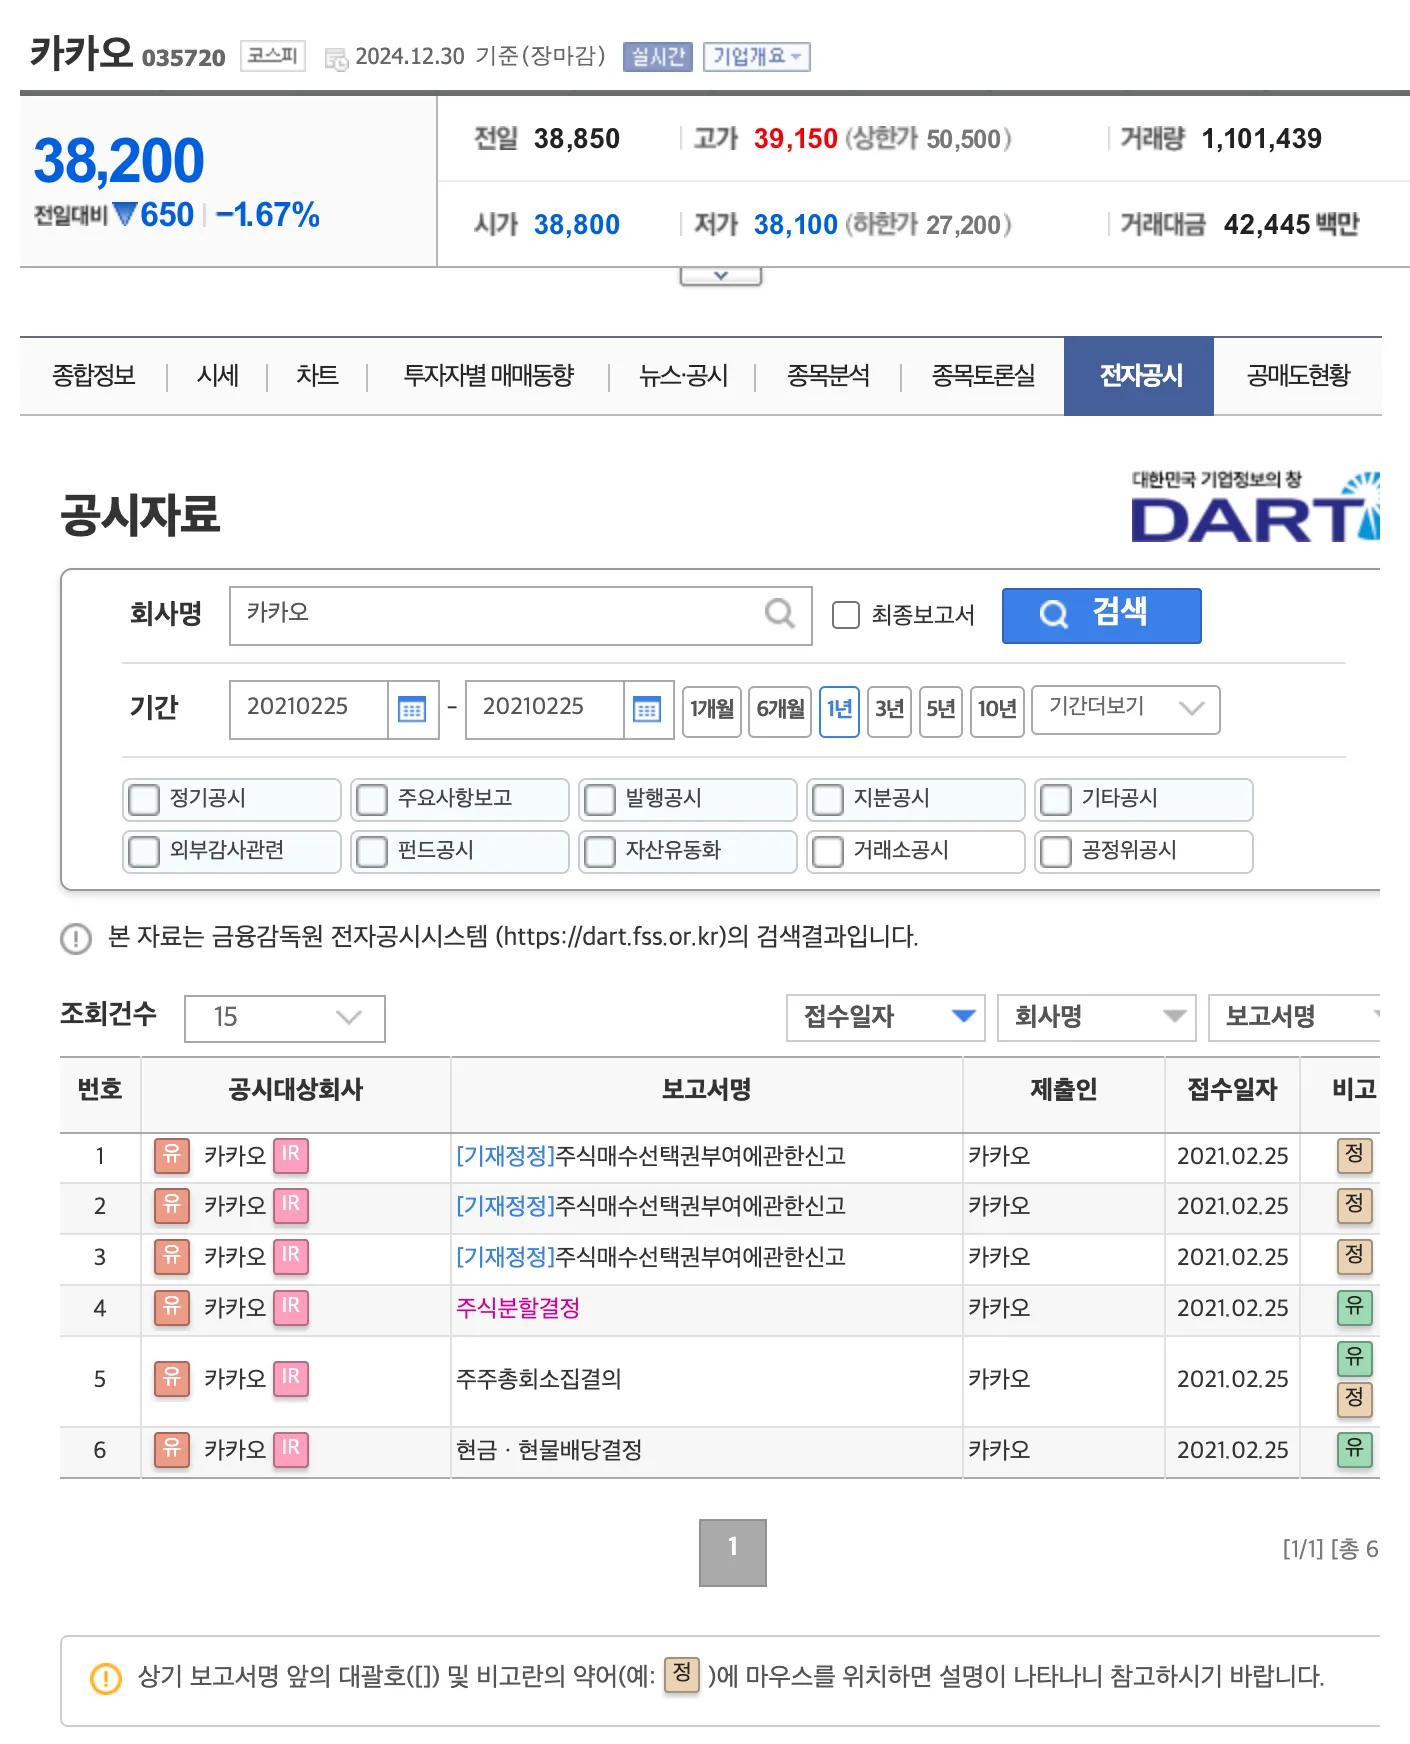 카카오 035720 코스피 2024.12.30 기준(장마감) 실시간 기업개요
38,200
전일대비 ▼650 -1.67%
전일 38,850 고가 39,150 (상한가 50,500) 거래량 1,101,439
시가 38,800 저가 38,100 (하한가 27,200) 거래대금 42,445 백만
종합정보 시세 차트 투자자별 매매동향 뉴스·공시 종목분석 종목토론실 전자공시 공매도현황
공시자료
대한민국 기업정보의 창
DART
회사명 카카오 최종보고서 검색
기간 20210225 - 20210225 1개월 6개월 1년 3년 5년 10년 기간더보기
정기공시 주요사항보고 발행공시 지분공시 기타공시
외부감사관련 펀드공시 자산유동화 거래소공시 공정위공시
본 자료는 금융감독원 전자공시시스템 (https://dart.fss.or.kr)의 검색결과입니다.
조회건수 15 접수일자 회사명 보고서명
번호 공시대상회사 보고서명 제출인 접수일자 비고
1 유 카카오 IR [기재정정]주식매수선택권부여에관한신고 카카오 2021.02.25 정
2 유 카카오 IR [기재정정]주식매수선택권부여에관한신고 카카오 2021.02.25 정
3 유 카카오 IR [기재정정]주식매수선택권부여에관한신고 카카오 2021.02.25 정
4 유 카카오 IR 주식분할결정 카카오 2021.02.25 유
5 유 카카오 IR 주주총회소집결의 카카오 2021.02.25 유 정
6 유 카카오 IR 현금ㆍ현물배당결정 카카오 2021.02.25 유
1
[1/1] [총 6
상기 보고서명 앞의 대괄호([]) 및 비고란의 약어(예: 정 )에 마우스를 위치하면 설명이 나타나니 참고하시기 바랍니다.